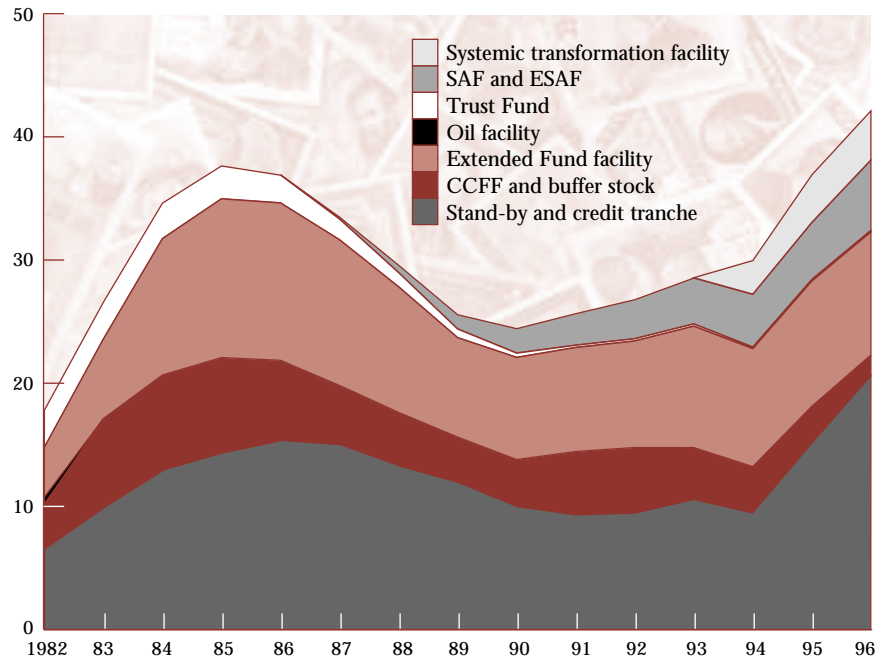 50
40
30
20
10
0
Systemic transformation facility
SAF and ESAF
Trust Fund
Oil facility
Extended Fund facility
CCFF and buffer stock
Stand-by and credit tranche
1982 83 84 85 86 87 88 89 90 91 92 93 94 95 96